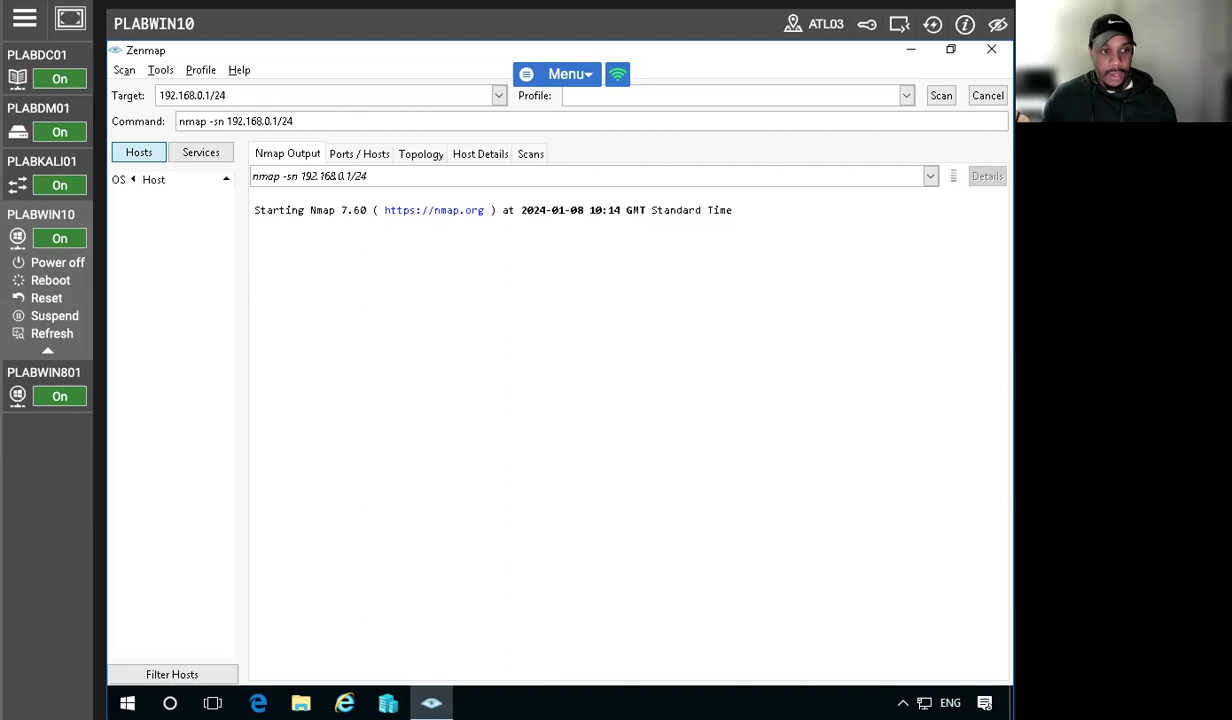 PLABWIN10
ATL03
PLABDC01
On
PLABDM01
On
PLABKALI01
On
PLABWIN10
On
Power off
Reboot
Reset
Suspend
Refresh
PLABWIN801
On
Zenmap
Scan Tools Profile Help
Menu
Target: 192.168.0.1/24 Profile: Scan Cancel
Command: nmap -sn 192.168.0.1/24
Hosts Services Nmap Output Ports / Hosts Topology Host Details Scans
OS Host nmap -sn 192.168.0.1/24 Details
Starting Nmap 7.60 ( https://nmap.org ) at 2024-01-08 10:14 GMT Standard Time
Filter Hosts
ENG